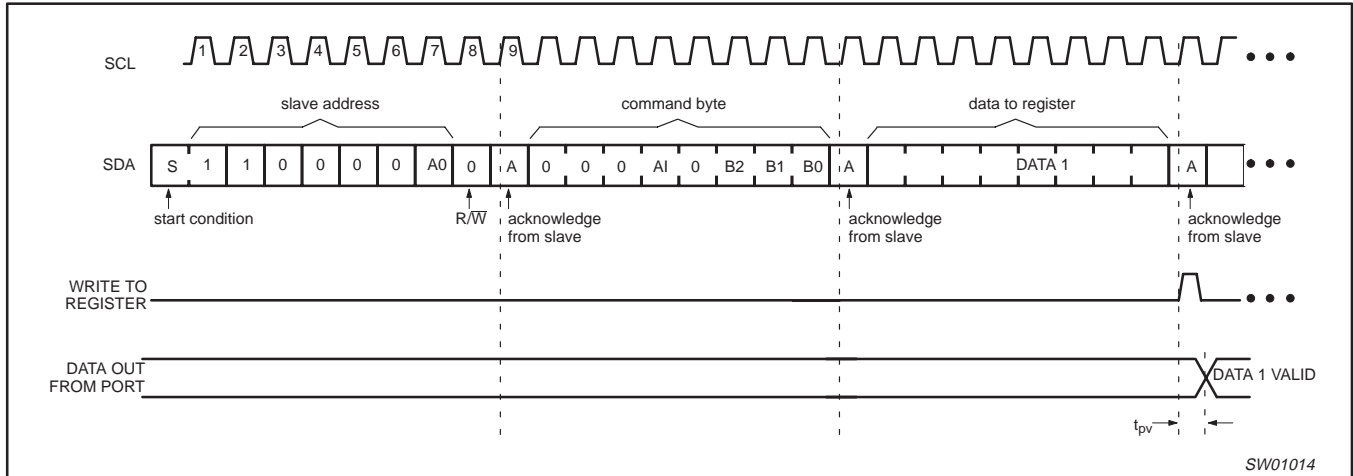 SCL
1 2 3 4 5 6 7 8 9
slave address command byte data to register
SDA S 1 1 0 0 0 0 A0 0 A 0 0 0 AI 0 B2 B1 B0 A DATA 1 A
start condition R/W̅ acknowledge from slave acknowledge from slave acknowledge from slave
WRITE TO
REGISTER
DATA OUT
FROM PORT
DATA 1 VALID
tpv
SW01014